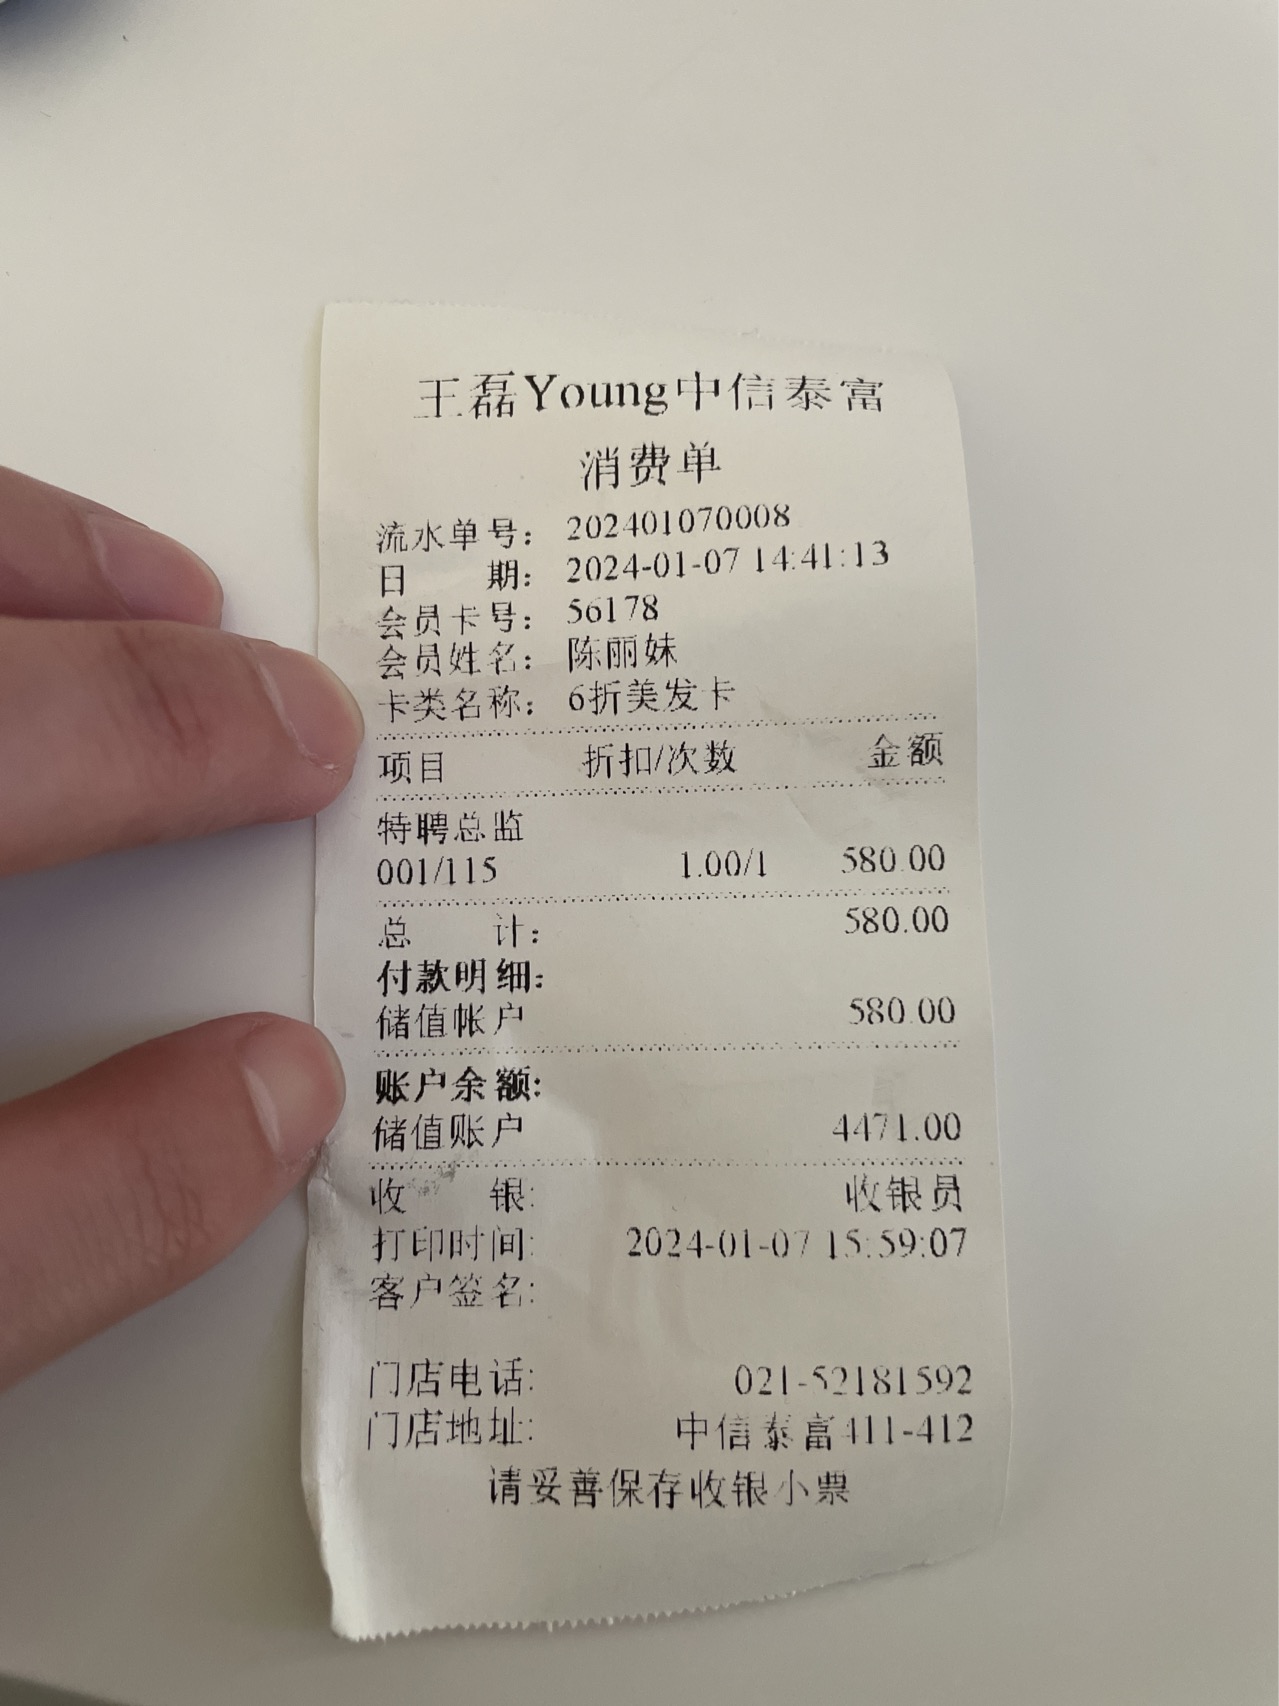 王磊Young中信泰富
消费单
流水单号： 202401070008
日 期： 2024-01-07 14:41:13
会员卡号： 56178
会员姓名： 陈丽妹
卡类名称： 6折美发卡
项目 折扣/次数 金额
特聘总监
001/115 1.00/1 580.00
总 计： 580.00
付款明细:
储值帐户 580.00
账户余额:
储值账户 4471.00
收 银: 收银员
打印时间: 2024-01-07 15:59:07
客户签名:
门店电话: 021-52181592
门店地址: 中信泰富411-412
请妥善保存收银小票